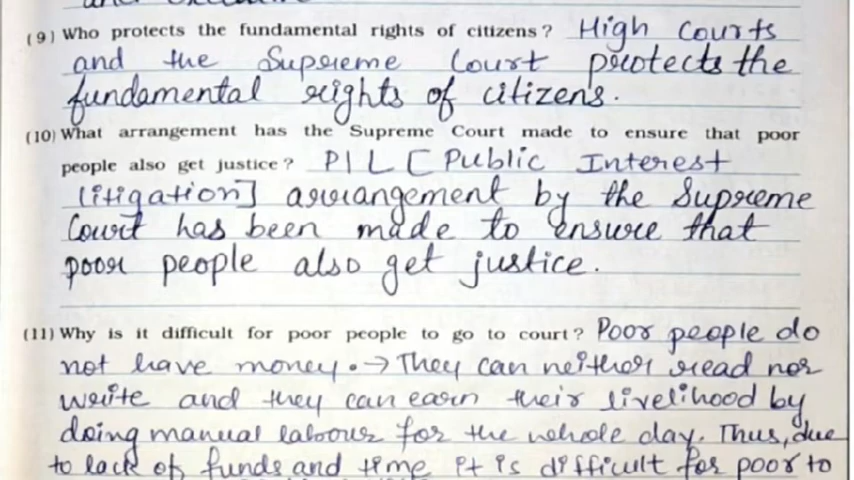 (9) Who protects the fundamental rights of citizens? High Courts
and the Supreme Court protects the
fundamental rights of citizens.
(10) What arrangement has the Supreme Court made to ensure that poor
people also get justice? PIL [Public Interest
litigation] arrangement by the Supreme
Court has been made to ensure that
poor people also get justice.
(11) Why is it difficult for poor people to go to court? Poor people do
not have money. → They can neither read nor
write and they can earn their livelihood by
doing manual labour for the whole day. Thus, due
to lack of funds and time it is difficult for poor to